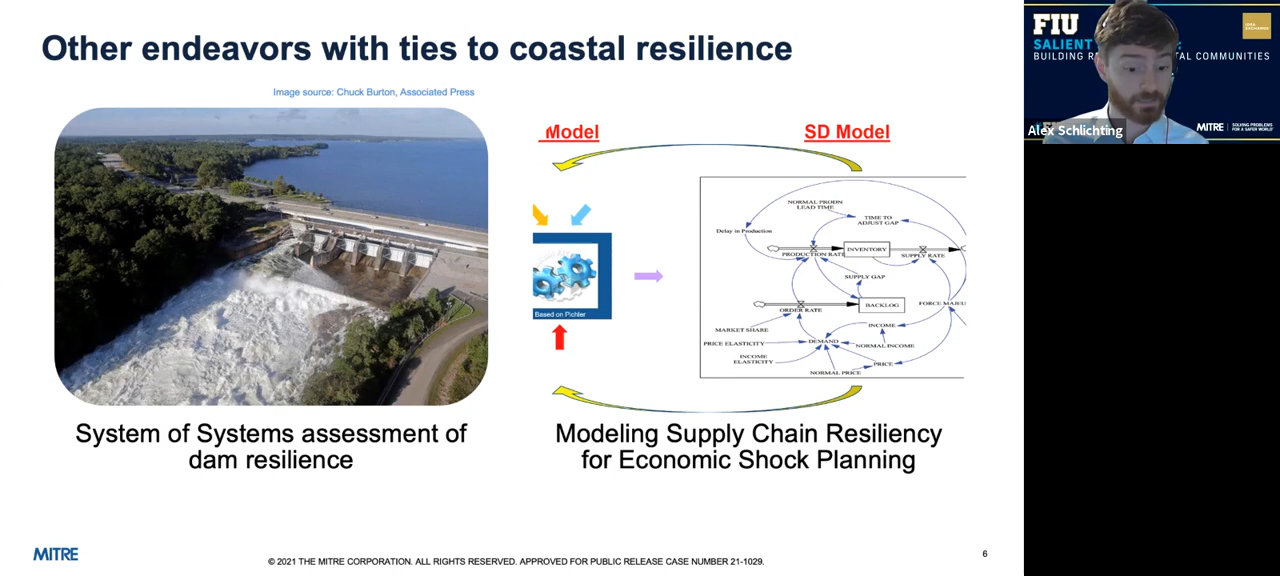 Other endeavors with ties to coastal resilience
Image source: Chuck Burton, Associated Press
Model
SD Model
NORMAL PRODN
LEAD TIME
TIME TO
ADJUST GAP
Delay in Production
PRODUCTION RATE
INVENTORY
SUPPLY RATE
SUPPLY GAP
BACKLOG
FORCE MAJEU
ORDER RATE
MARKET SHARE
INCOME
PRICE ELASTICITY
DEMAND
NORMAL INCOME
INCOME
ELASTICITY
PRICE
NORMAL PRICE
Based on Pichler
System of Systems assessment of
dam resilience
Modeling Supply Chain Resiliency
for Economic Shock Planning
MITRE
© 2021 THE MITRE CORPORATION. ALL RIGHTS RESERVED. APPROVED FOR PUBLIC RELEASE CASE NUMBER 21-1029.
6
FIU
SALIENT
BUILDING R TAL COMMUNITIES
Alex Schlichting
MITRE
SOLVING PROBLEMS
FOR A SAFER WORLD